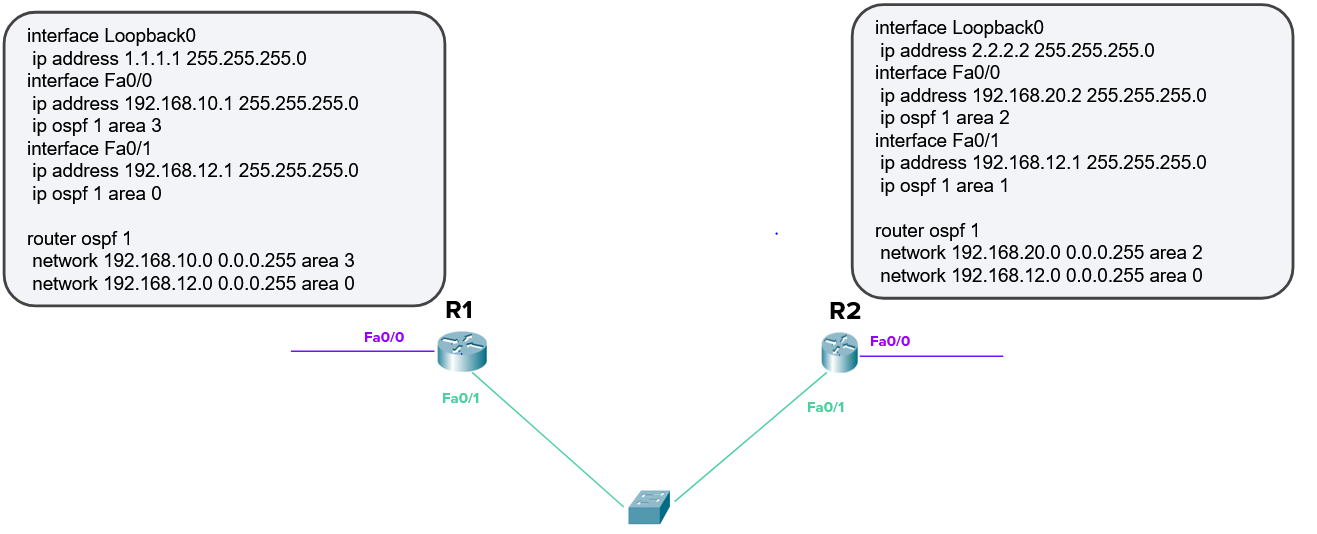 interface Loopback0
ip address 1.1.1.1 255.255.255.0
interface Fa0/0
ip address 192.168.10.1 255.255.255.0
ip ospf 1 area 3
interface Fa0/1
ip address 192.168.12.1 255.255.255.0
ip ospf 1 area 0
router ospf 1
network 192.168.10.0 0.0.0.255 area 3
network 192.168.12.0 0.0.0.255 area 0
interface Loopback0
ip address 2.2.2.2 255.255.255.0
interface Fa0/0
ip address 192.168.20.2 255.255.255.0
ip ospf 1 area 2
interface Fa0/1
ip address 192.168.12.1 255.255.255.0
ip ospf 1 area 1
router ospf 1
network 192.168.20.0 0.0.0.255 area 2
network 192.168.12.0 0.0.0.255 area 0
R1
R2
Fa0/0
Fa0/0
Fa0/1
Fa0/1